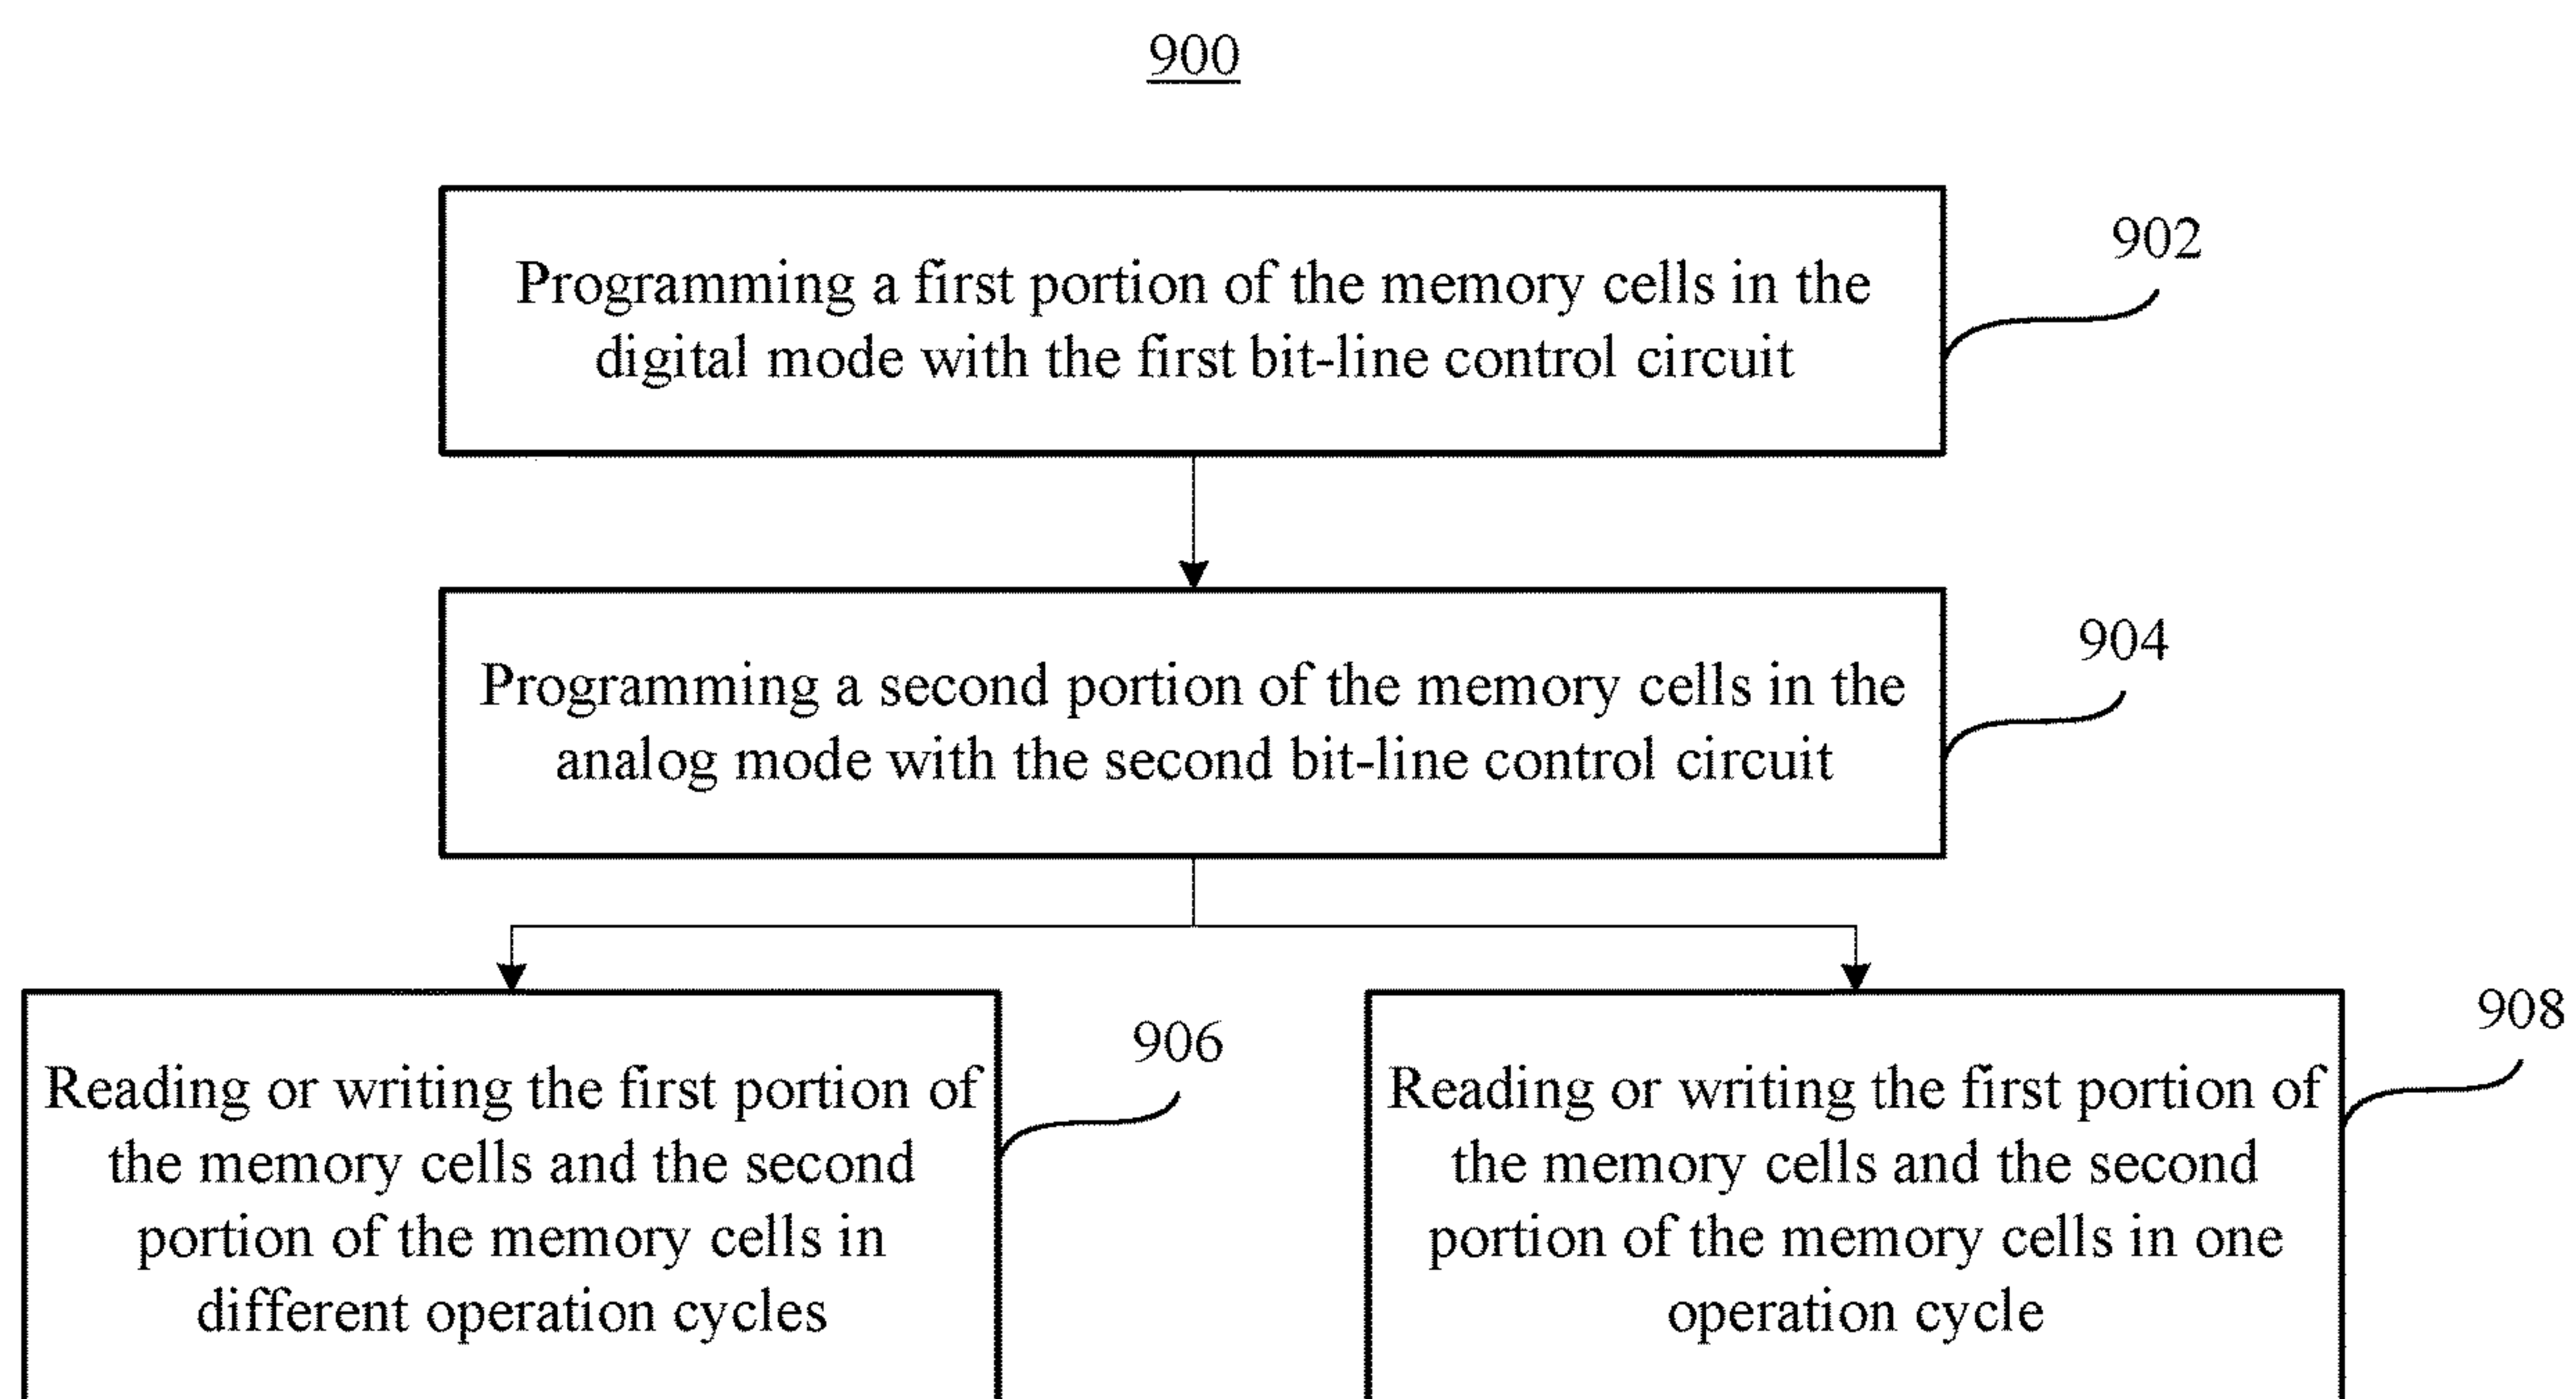 900
Programming a first portion of the memory cells in the
digital mode with the first bit-line control circuit
902
Programming a second portion of the memory cells in the
analog mode with the second bit-line control circuit
904
Reading or writing the first portion of
the memory cells and the second
portion of the memory cells in
different operation cycles
906
Reading or writing the first portion of
the memory cells and the second
portion of the memory cells in one
operation cycle
908